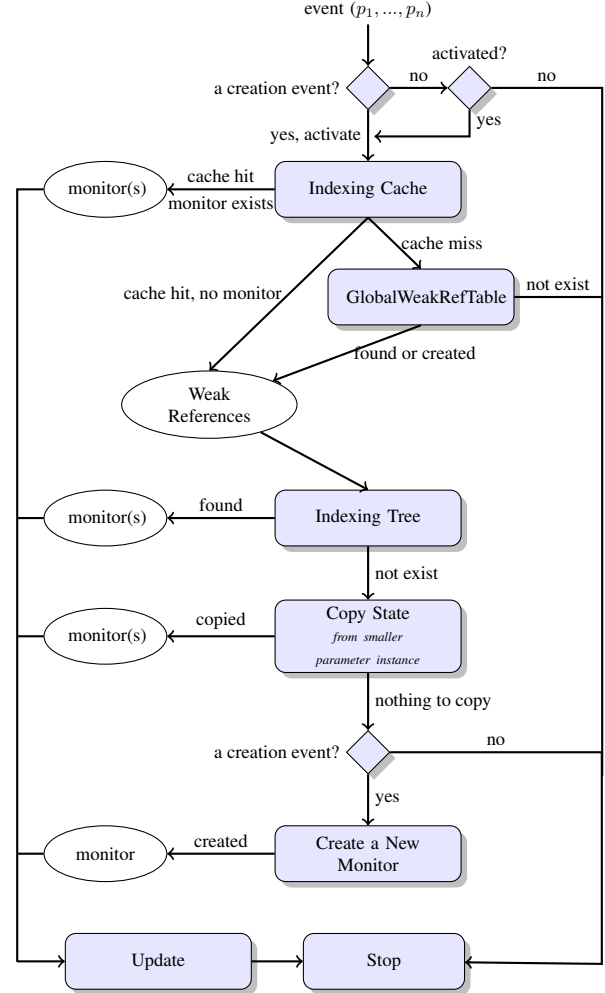 event (p₁, ..., pₙ)
activated?
a creation event?
no
no
yes
yes, activate
monitor(s)
cache hit
monitor exists
Indexing Cache
cache miss
cache hit, no monitor
GlobalWeakRefTable
not exist
found or created
Weak
References
monitor(s)
found
Indexing Tree
not exist
monitor(s)
copied
Copy State
from smaller
parameter instance
nothing to copy
a creation event?
no
yes
monitor
created
Create a New
Monitor
Update
Stop